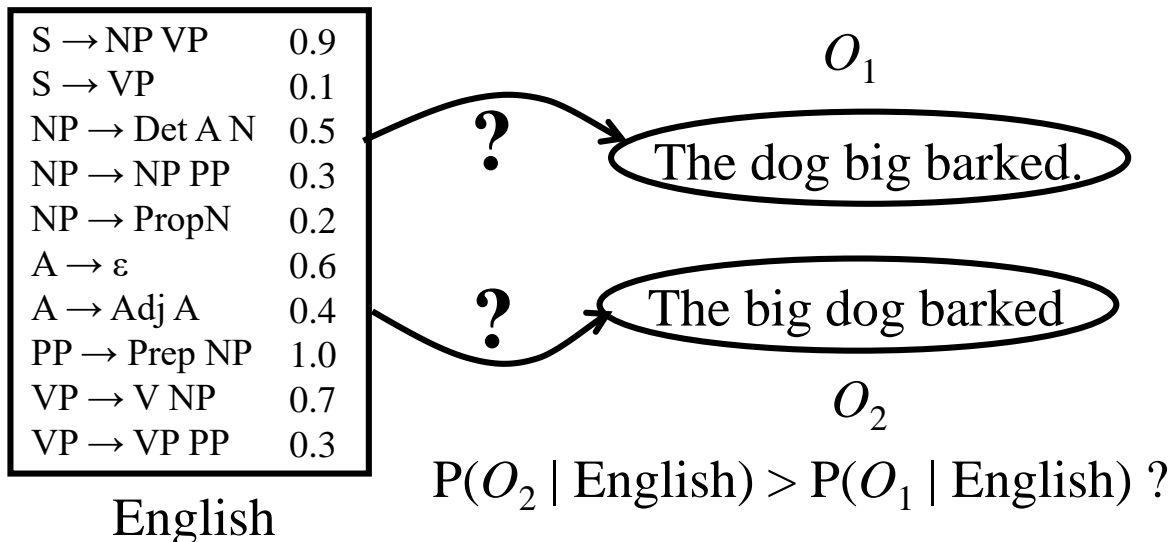 S → NP VP 0.9
S → VP 0.1
NP → Det A N 0.5
NP → NP PP 0.3
NP → PropN 0.2
A → ε 0.6
A → Adj A 0.4
PP → Prep NP 1.0
VP → V NP 0.7
VP → VP PP 0.3
English
?
?
O1
The dog big barked.
The big dog barked
O2
P(O2 | English) > P(O1 | English) ?